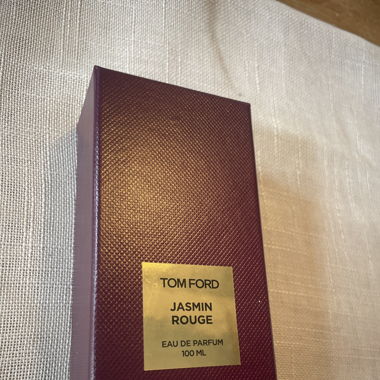 TOM FORD
JASMIN
ROUGE
EAU DE PARFUM
100 ML